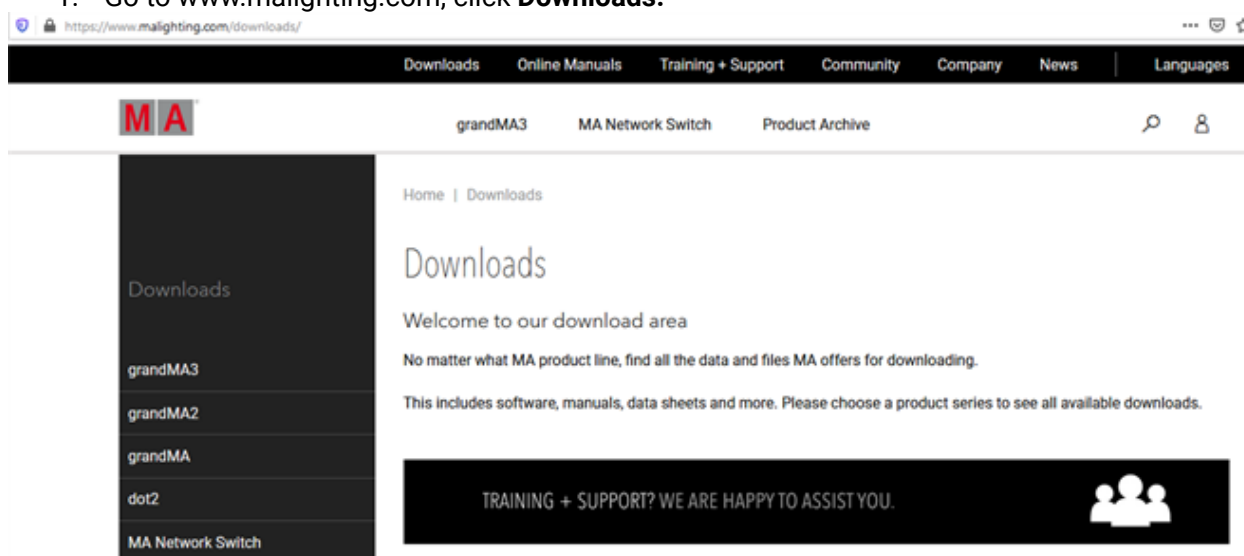 1. Go to www.malighting.com, click Downloads.
https://www.malighting.com/downloads/
Downloads Online Manuals Training + Support Community Company News Languages
MA
grandMA3 MA Network Switch Product Archive
Home | Downloads
Downloads
Downloads
Welcome to our download area
No matter what MA product line, find all the data and files MA offers for downloading.
grandMA3
This includes software, manuals, data sheets and more. Please choose a product series to see all available downloads.
grandMA2
grandMA
dot2
TRAINING + SUPPORT? WE ARE HAPPY TO ASSIST YOU.
MA Network Switch